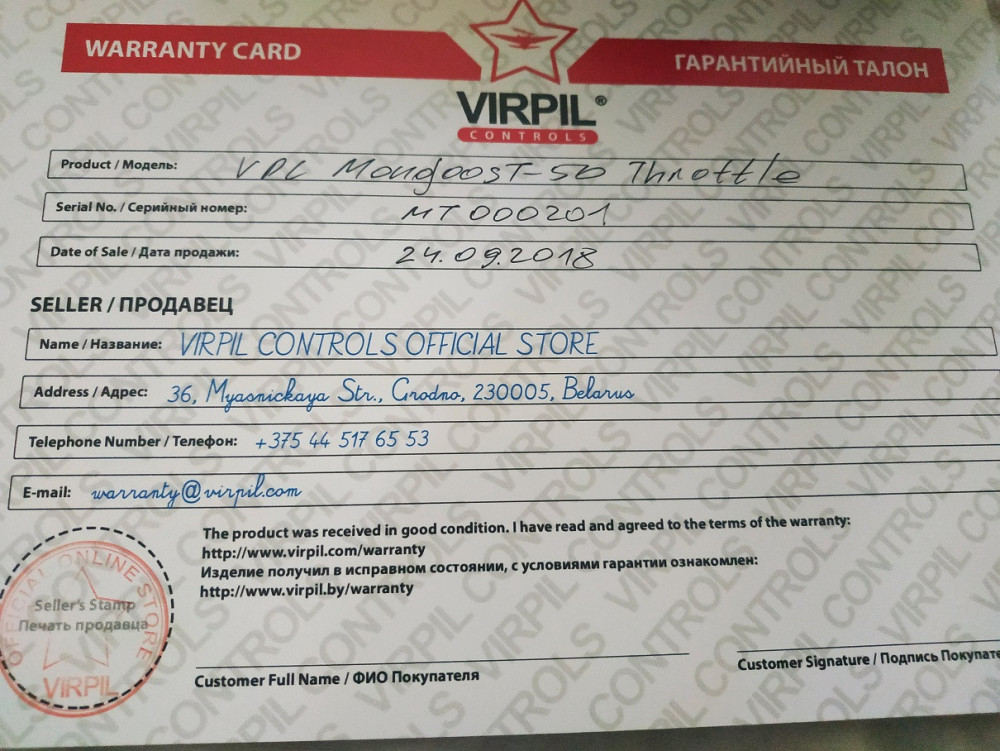 WARRANTY CARD
ГАРАНТИЙНЫЙ ТАЛОН
VIRPIL®
CONTROLS
Product / Модель: VPC MongoosT-50 Throttle
Serial No. / Серийный номер: MT000201
Date of Sale / Дата продажи: 24.09.2018
SELLER / ПРОДАВЕЦ
Name / Название: VIRPIL CONTROLS OFFICIAL STORE
Address / Адрес: 36, Myasnickaya Str., Grodno, 230005, Belarus
Telephone Number / Телефон: +375 44 517 65 53
E-mail: warranty@virpil.com
The product was received in good condition. I have read and agreed to the terms of the warranty:
http://www.virpil.com/warranty
Изделие получил в исправном состоянии, с условиями гарантии ознакомлен:
http://www.virpil.by/warranty
OFFICIAL ONLINE STORE
Seller's Stamp
Печать продавца
VIRPIL
Customer Full Name / ФИО Покупателя
Customer Signature / Подпись Покупате